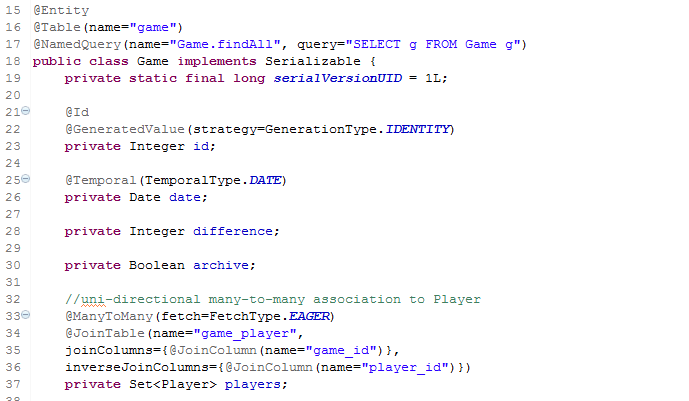 15 @Entity
16 @Table(name="game")
17 @NamedQuery(name="Game.findAll", query="SELECT g FROM Game g")
18 public class Game implements Serializable {
19     private static final long serialVersionUID = 1L;
20
21     @Id
22     @GeneratedValue(strategy=GenerationType.IDENTITY)
23     private Integer id;
24
25     @Temporal(TemporalType.DATE)
26     private Date date;
27
28     private Integer difference;
29
30     private Boolean archive;
31
32     //uni-directional many-to-many association to Player
33     @ManyToMany(fetch=FetchType.EAGER)
34     @JoinTable(name="game_player",
35     joinColumns={@JoinColumn(name="game_id")},
36     inverseJoinColumns={@JoinColumn(name="player_id")})
37     private Set<Player> players;
38